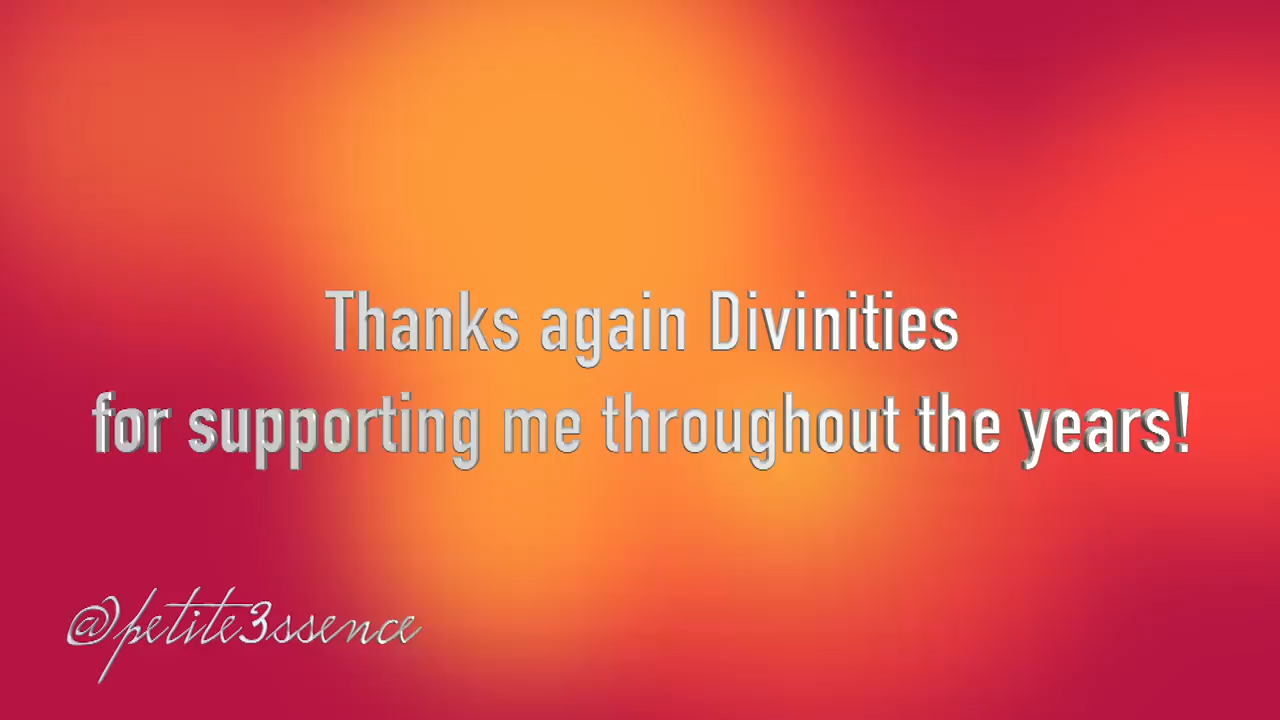 Thanks again Divinities
for supporting me throughout the years!
@petite3ssence